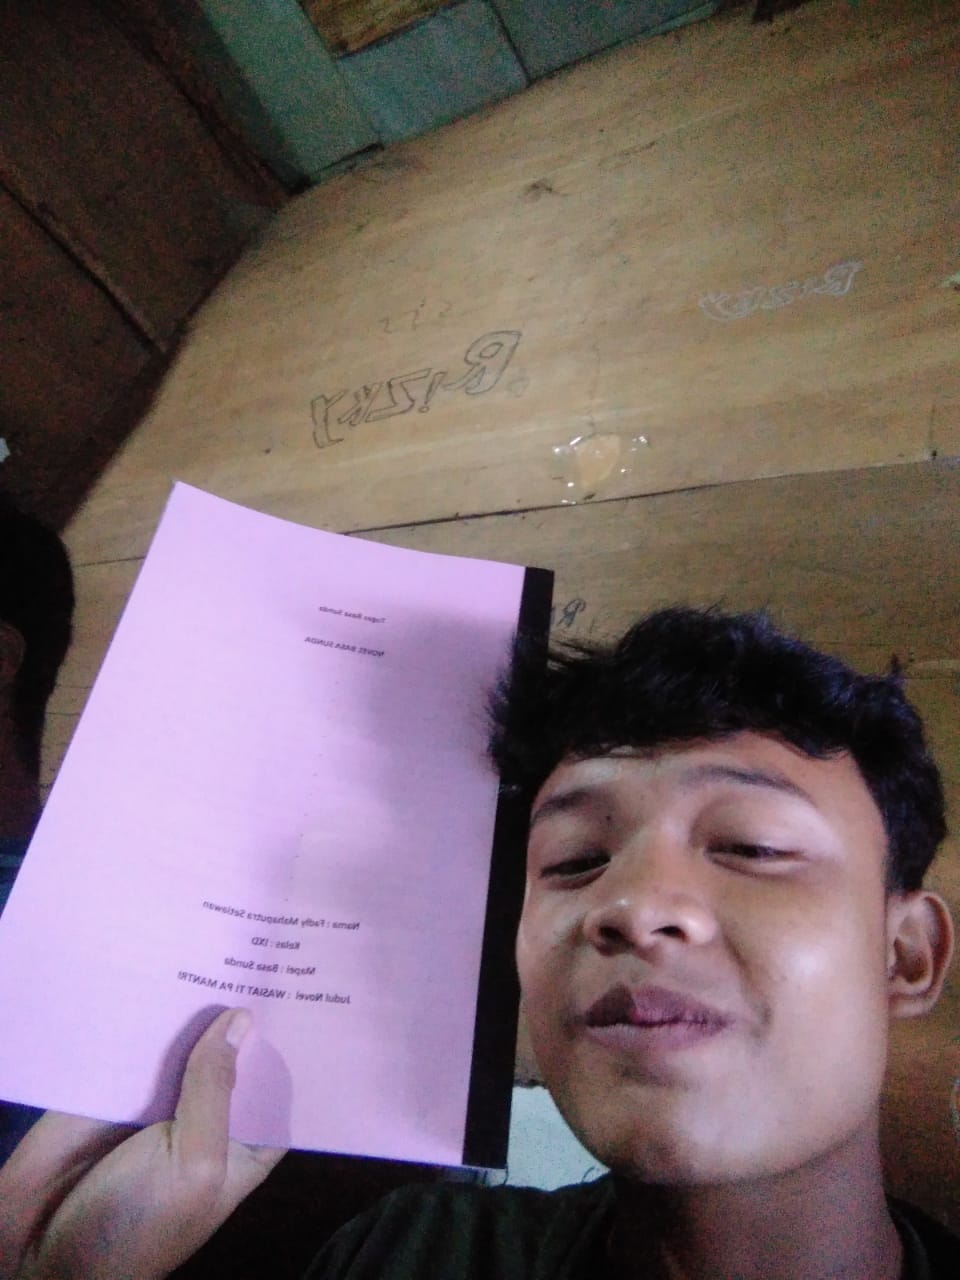 Rizky
Rizky
Tugas Basa Sunda
NOVEL BASA SUNDA
Nama : Fadly Mahaputra Setiawan
Kelas : IXD
Mapel : Basa Sunda
Judul Novel : WASIAT TI PA MANTRI